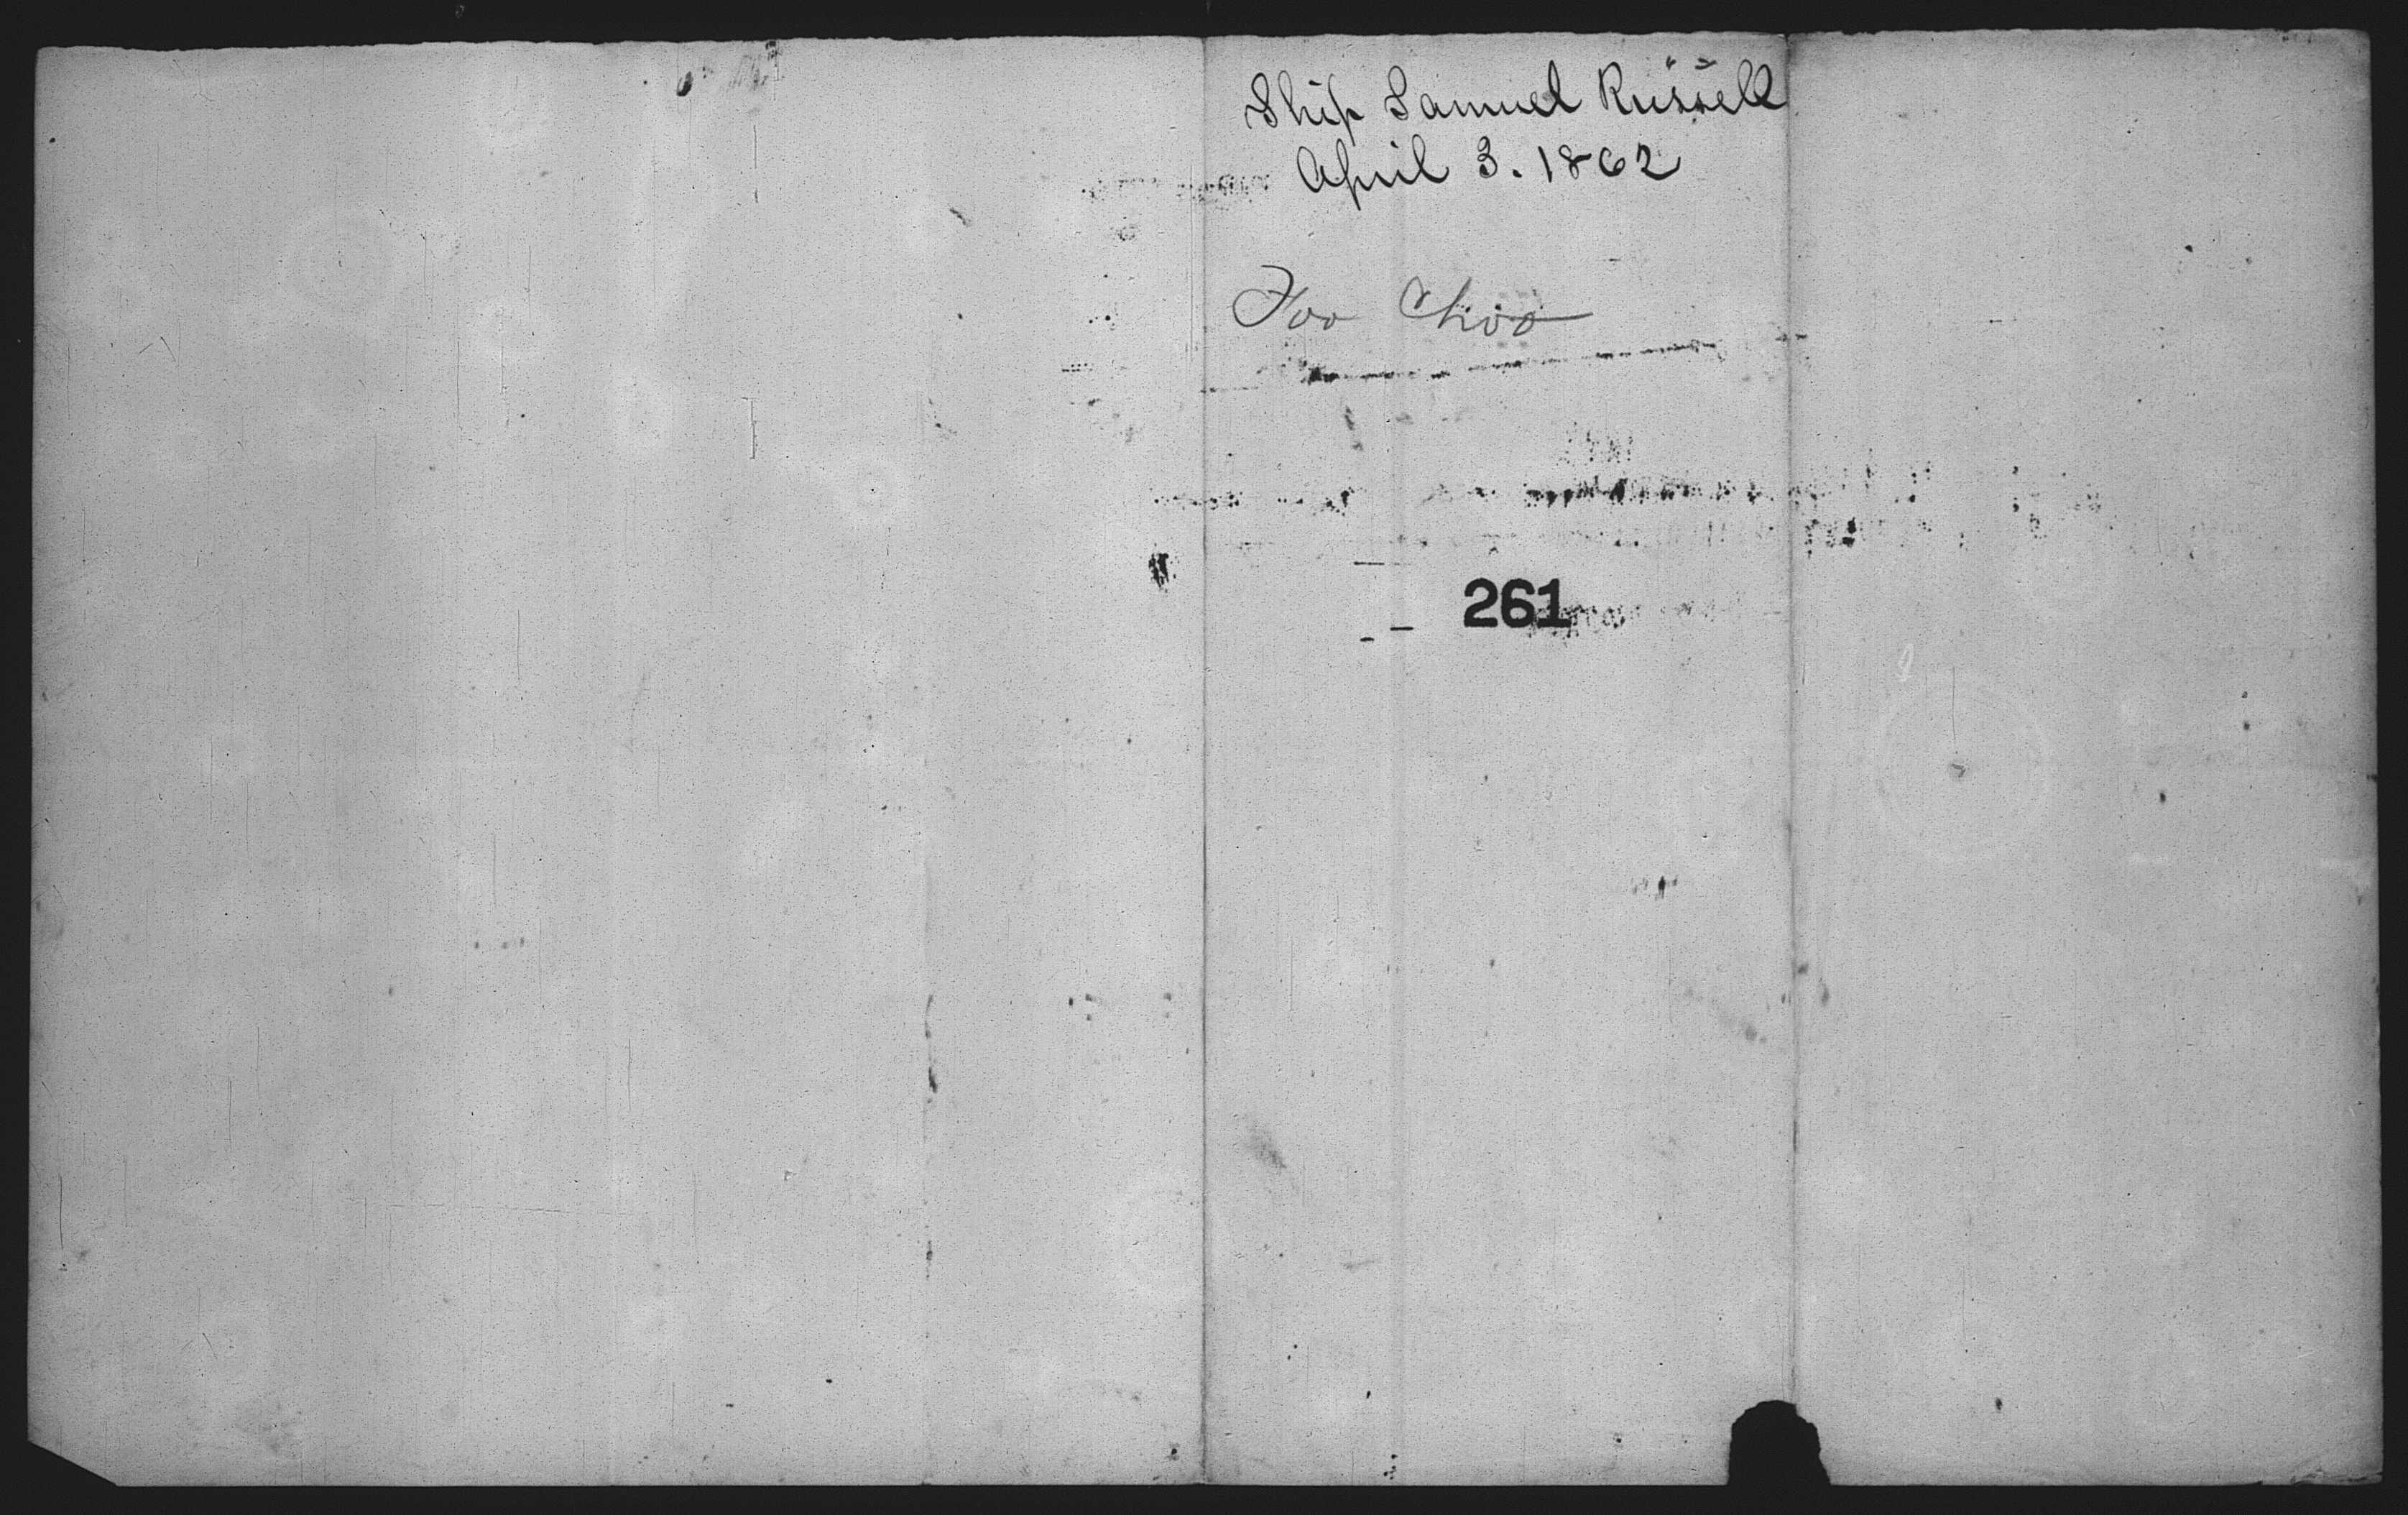 Ship Samuel Russell
April 3. 1862
Foo Choo
261